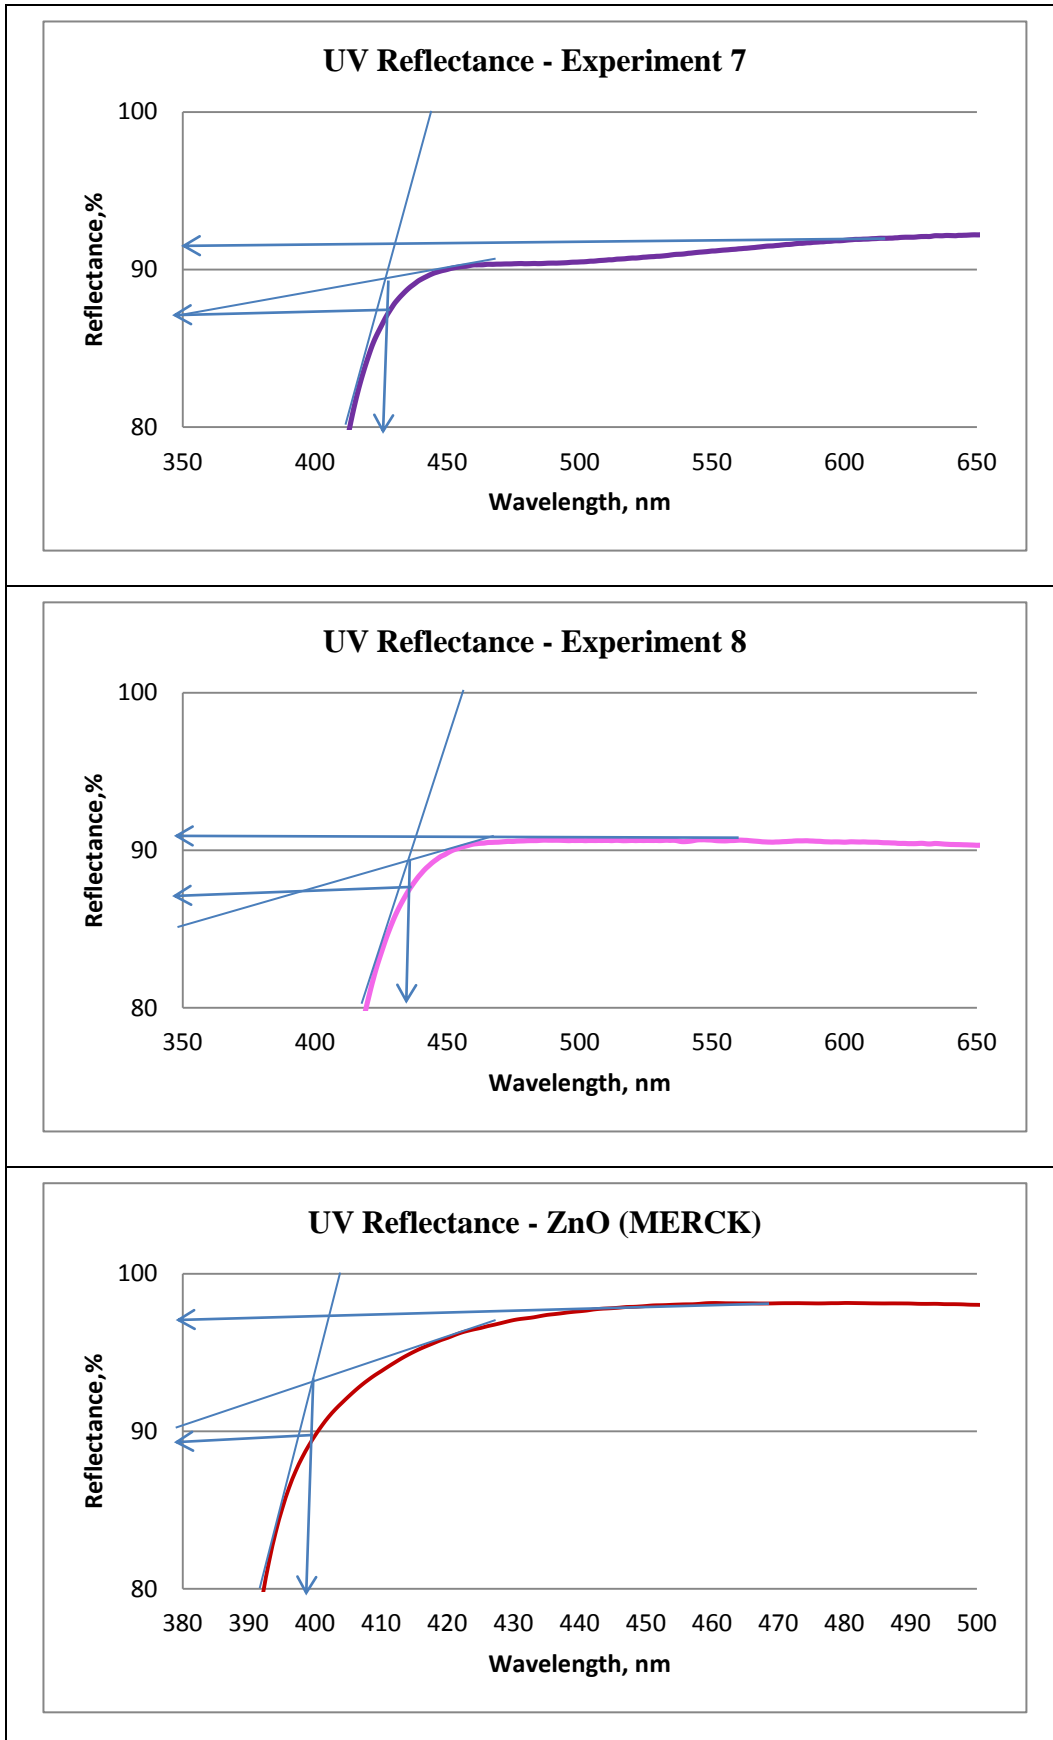 UV Reflectance - Experiment 7
100
90
80
Reflectance,%
350 400 450 500 550 600 650
Wavelength, nm
UV Reflectance - Experiment 8
100
90
80
Reflectance,%
350 400 450 500 550 600 650
Wavelength, nm
UV Reflectance - ZnO (MERCK)
100
90
80
Reflectance,%
380 390 400 410 420 430 440 450 460 470 480 490 500
Wavelength, nm